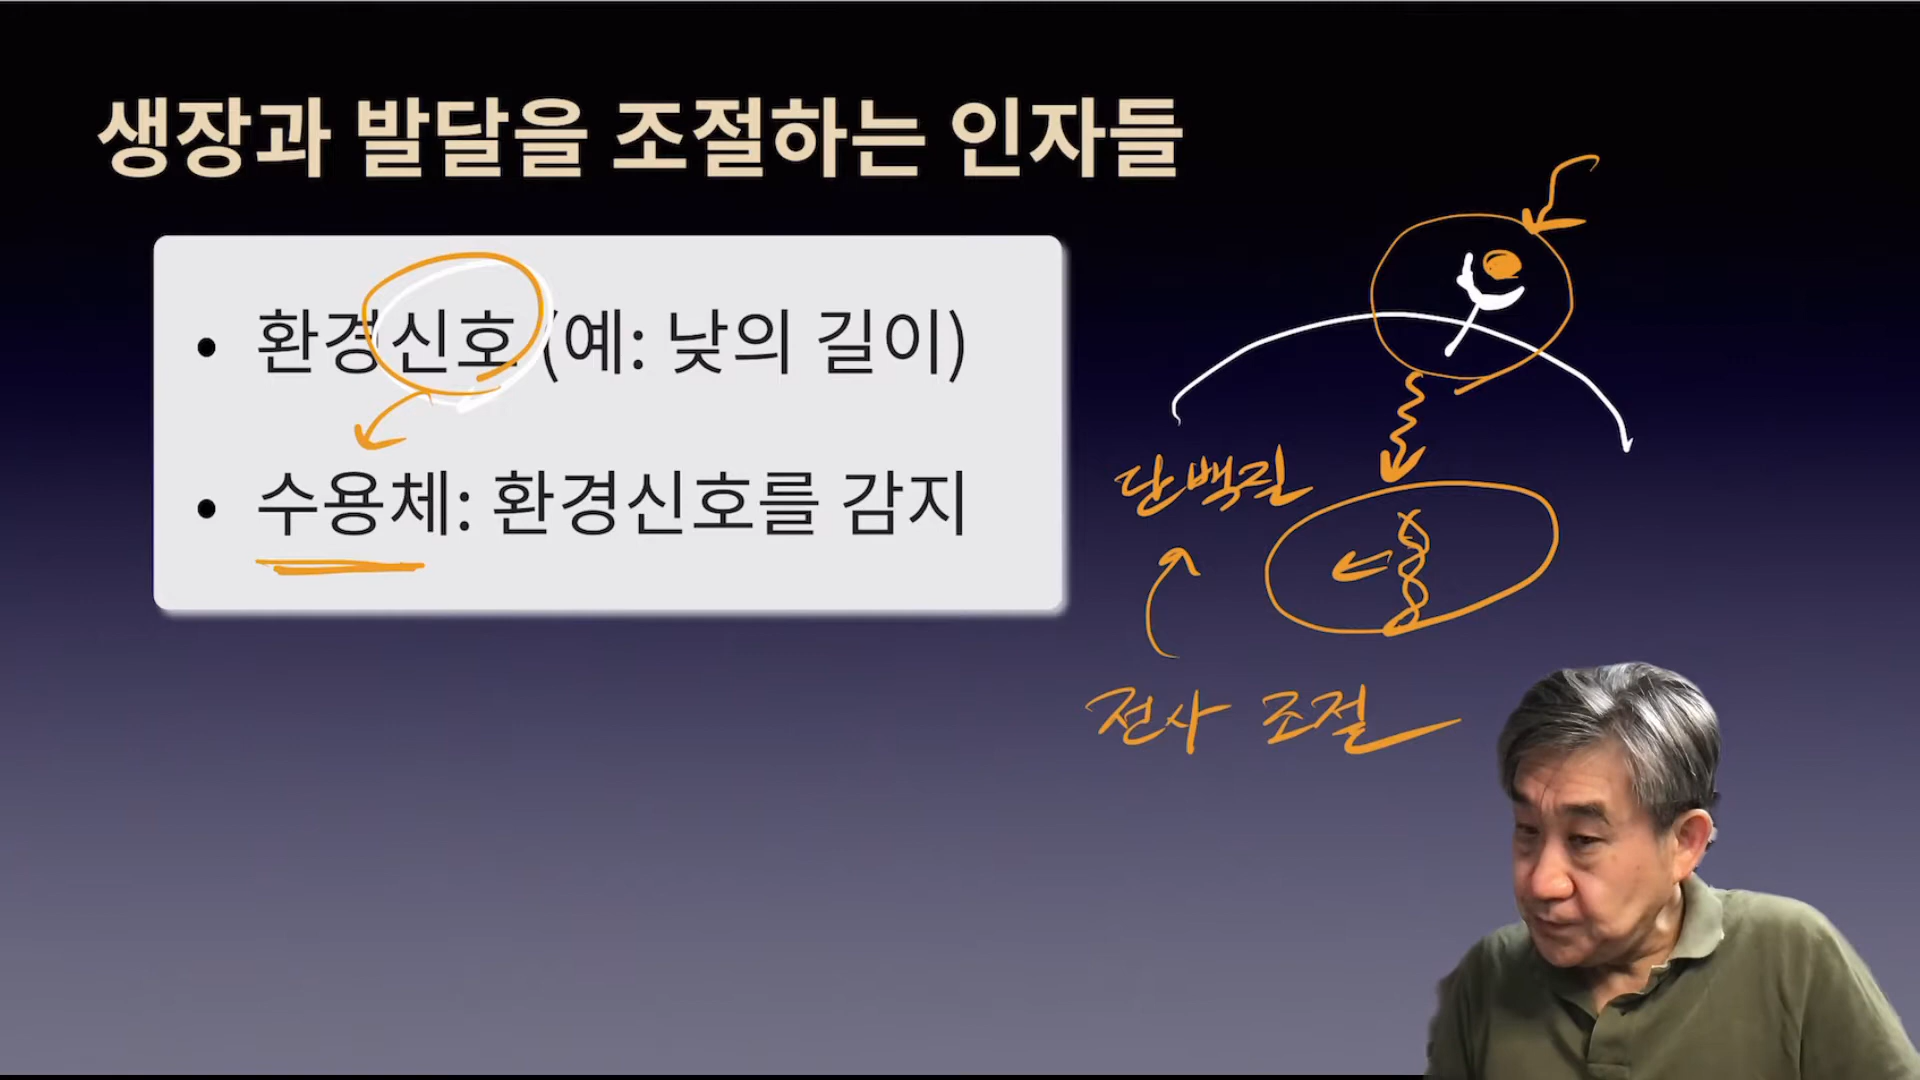 생장과 발달을 조절하는 인자들
• 환경신호 (예: 낮의 길이)
• 수용체: 환경신호를 감지
단백질
전사 조절